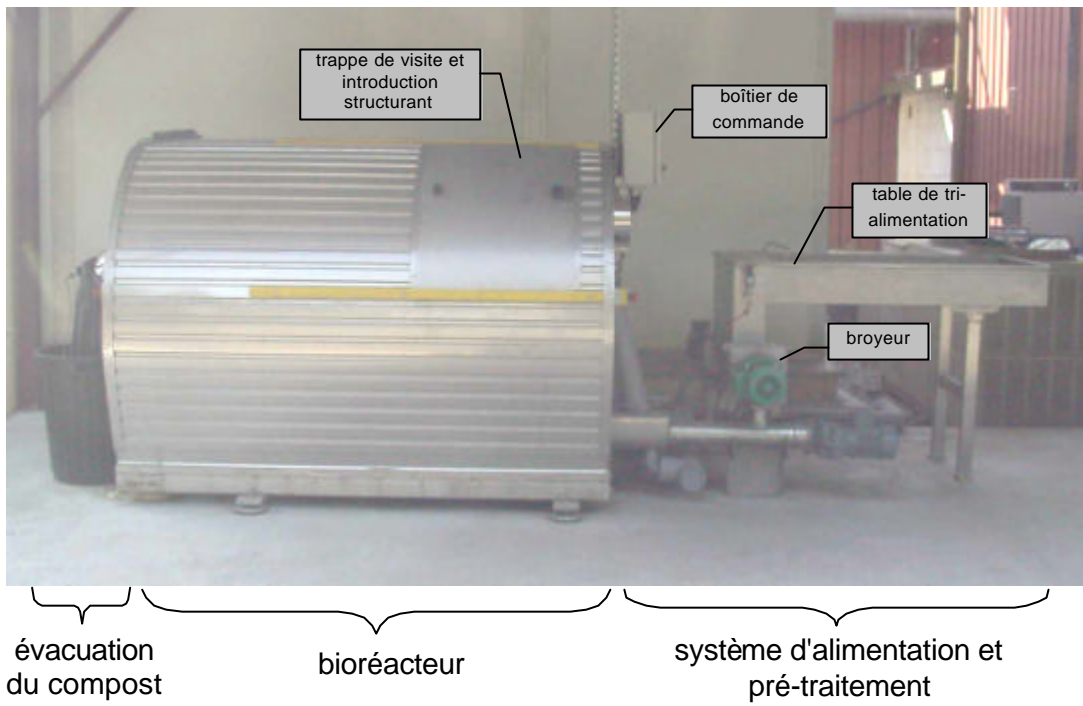 trappe de visite et
introduction
structurant
boîtier de
commande
table de tri-
alimentation
broyeur
évacuation
du compost
bioréacteur
système d'alimentation et
pré-traitement